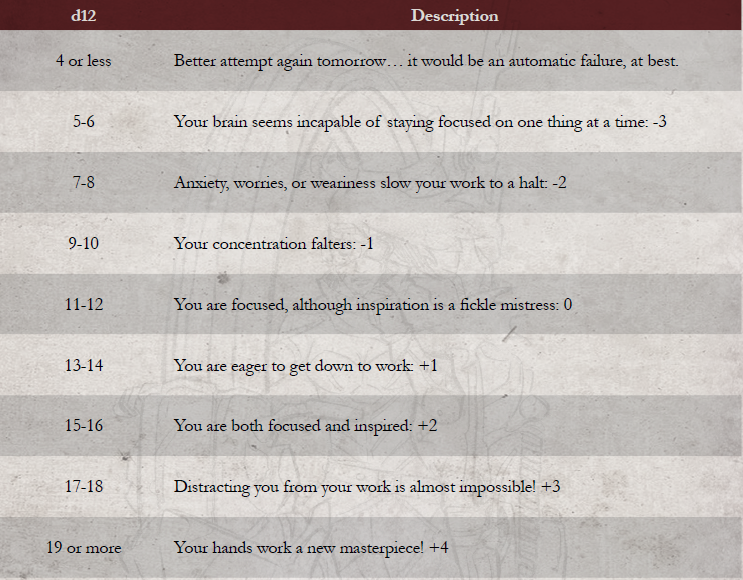 d12 Description
4 or less Better attempt again tomorrow… it would be an automatic failure, at best.
5-6 Your brain seems incapable of staying focused on one thing at a time: -3
7-8 Anxiety, worries, or weariness slow your work to a halt: -2
9-10 Your concentration falters: -1
11-12 You are focused, although inspiration is a fickle mistress: 0
13-14 You are eager to get down to work: +1
15-16 You are both focused and inspired: +2
17-18 Distracting you from your work is almost impossible! +3
19 or more Your hands work a new masterpiece! +4